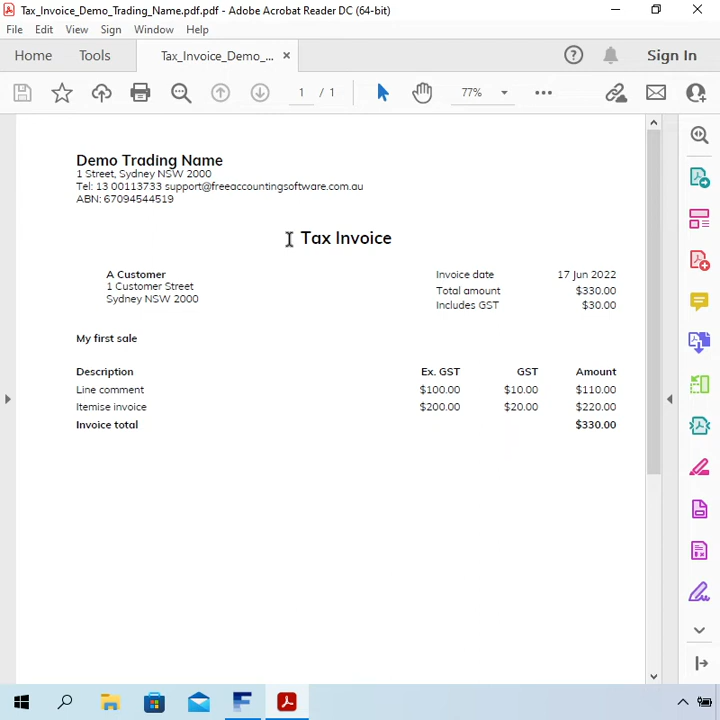 Tax_Invoice_Demo_Trading_Name.pdf.pdf - Adobe Acrobat Reader DC (64-bit)
File Edit View Sign Window Help
Home Tools Tax_Invoice_Demo_... × Sign In
1 / 1 77%
Demo Trading Name
1 Street, Sydney NSW 2000
Tel: 13 00113733 support@freeaccountingsoftware.com.au
ABN: 67094544519
Tax Invoice
A Customer Invoice date 17 Jun 2022
1 Customer Street Total amount $330.00
Sydney NSW 2000 Includes GST $30.00
My first sale
Description Ex. GST GST Amount
Line comment $100.00 $10.00 $110.00
Itemise invoice $200.00 $20.00 $220.00
Invoice total $330.00